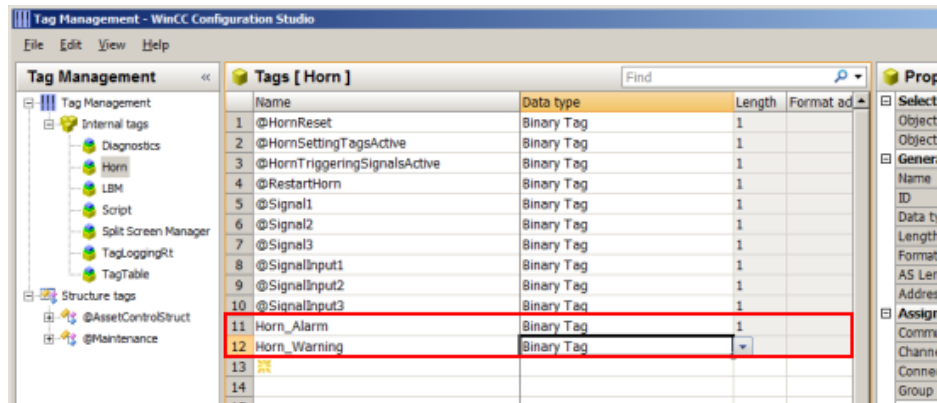 Tag Management - WinCC Configuration Studio
File Edit View Help
Tag Management «
Tag Management
Internal tags
Diagnostics
Horn
LBM
Script
Split Screen Manager
TagLoggingRt
TagTable
Structure tags
@AssetControlStruct
@Maintenance
Tags [ Horn ] Find
Name Data type Length Format ad
1 @HornReset Binary Tag 1
2 @HornSettingTagsActive Binary Tag 1
3 @HornTriggeringSignalsActive Binary Tag 1
4 @RestartHorn Binary Tag 1
5 @Signal1 Binary Tag 1
6 @Signal2 Binary Tag 1
7 @Signal3 Binary Tag 1
8 @SignalInput1 Binary Tag 1
9 @SignalInput2 Binary Tag 1
10 @SignalInput3 Binary Tag 1
11 Horn_Alarm Binary Tag 1
12 Horn_Warning Binary Tag
13
14
Prop
Select
Object
Object
Genera
Name
ID
Data ty
Length
Format
AS Len
Addres
Assign
Commu
Channe
Connec
Group